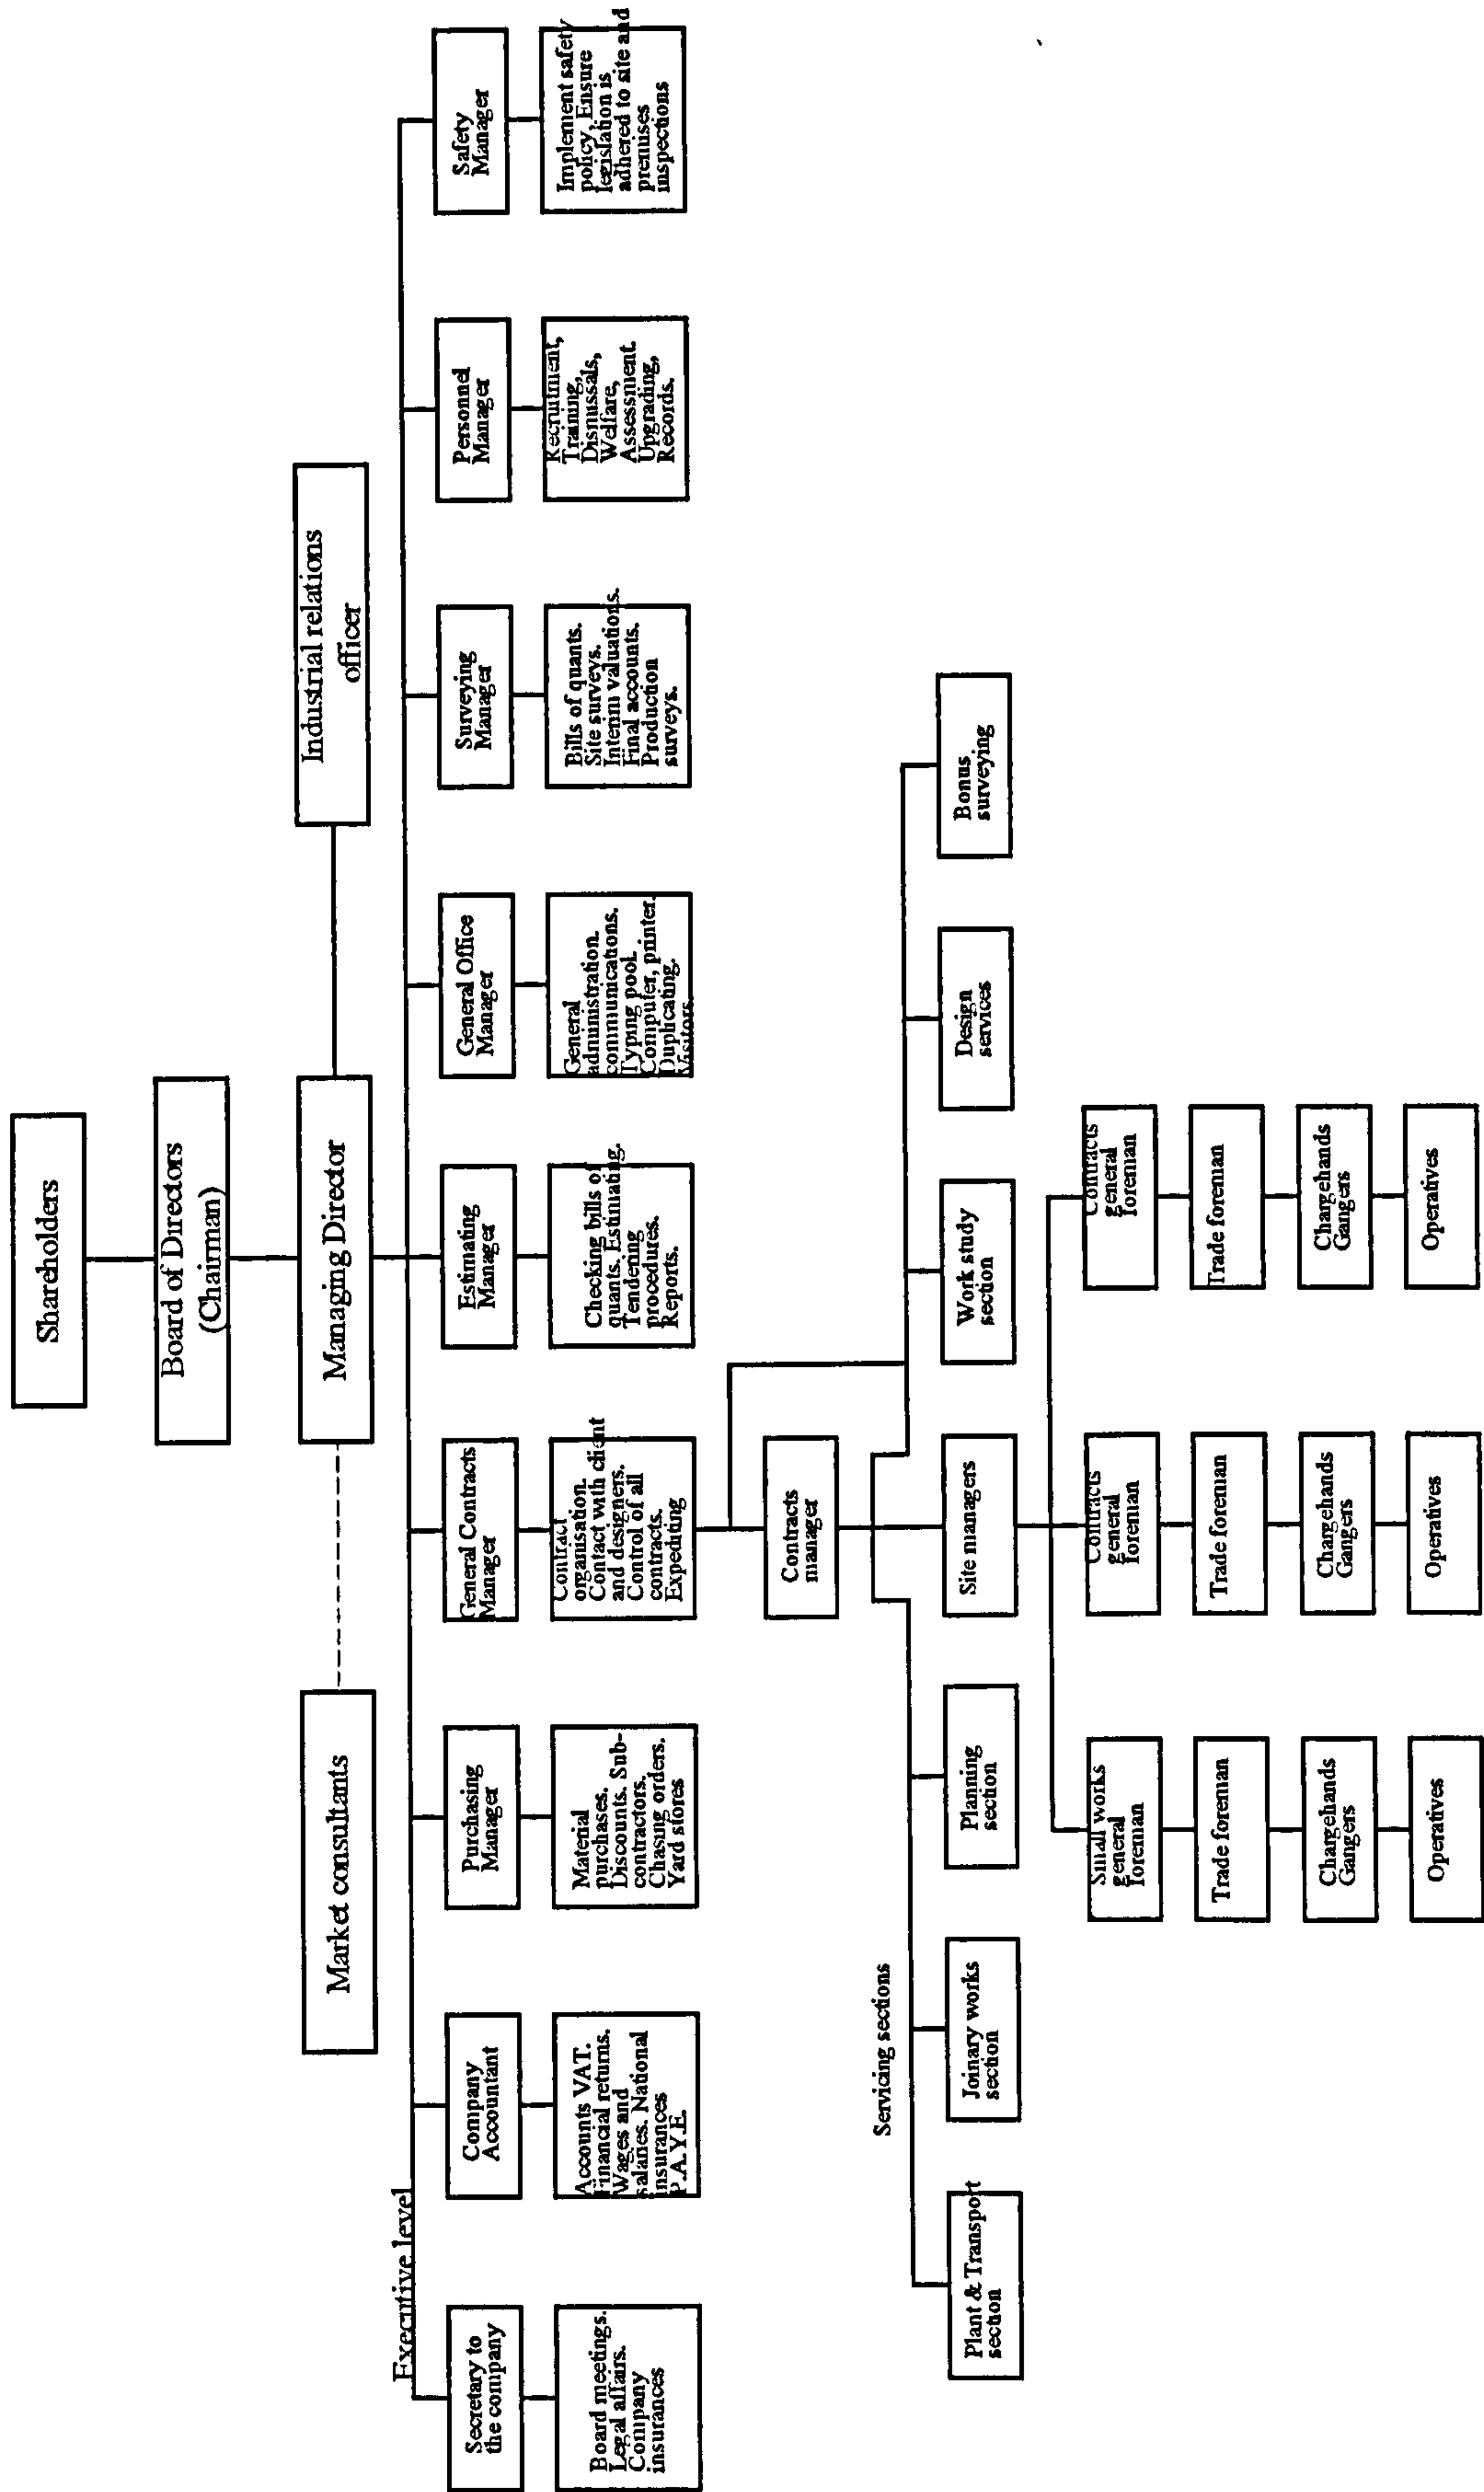 Shareholders
Board of Directors
(Chairman)
Market consultants
Managing Director
Industrial relations
officer
Executive level
Secretary to
the company
Company
Accountant
Purchasing
Manager
General Contracts
Manager
Estimating
Manager
General Office
Manager
Surveying
Manager
Personnel
Manager
Safety
Manager
Board meetings.
Legal affairs.
Company
insurances
Accounts VAT.
Financial returns.
Wages and
salaries. National
insurances
P.A.Y.E.
Material
purchases.
Discounts. Sub-
contractors.
Chasing orders.
Yard stores
Contract
organisation.
Contact with client
and designers.
Control of all
contracts.
Expediting
Checking bills of
quants. Estimating.
Tendering
procedures.
Reports.
General
administration.
communications.
Typing pool.
Computer, printer.
Duplicating.
Visitors.
Bills of quants.
Site surveys.
Interim valuations.
Final accounts.
Production
surveys.
Recruitment,
Training,
Dismissals,
Welfare,
Assessment.
Upgrading,
Records.
Implement safety
policy, Ensure
legislation is
adhered to site and
premises
inspections
Contracts
manager
Servicing sections
Plant & Transport
section
Joinary works
section
Planning
section
Site managers
Work study
section
Design
services
Bonus
surveying
Small works
general
foreman
Contracts
general
foreman
Contracts
general
foreman
Trade foreman
Trade foreman
Trade foreman
Chargehands
Gangers
Chargehands
Gangers
Chargehands
Gangers
Operatives
Operatives
Operatives